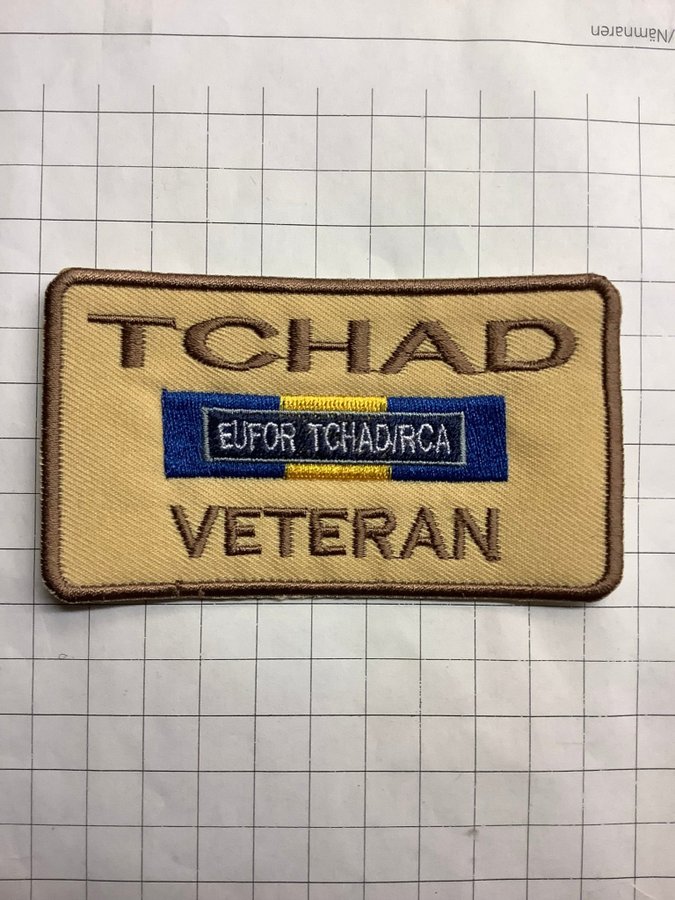 /Nämnaren
TCHAD
EUFOR TCHAD/RCA
VETERAN